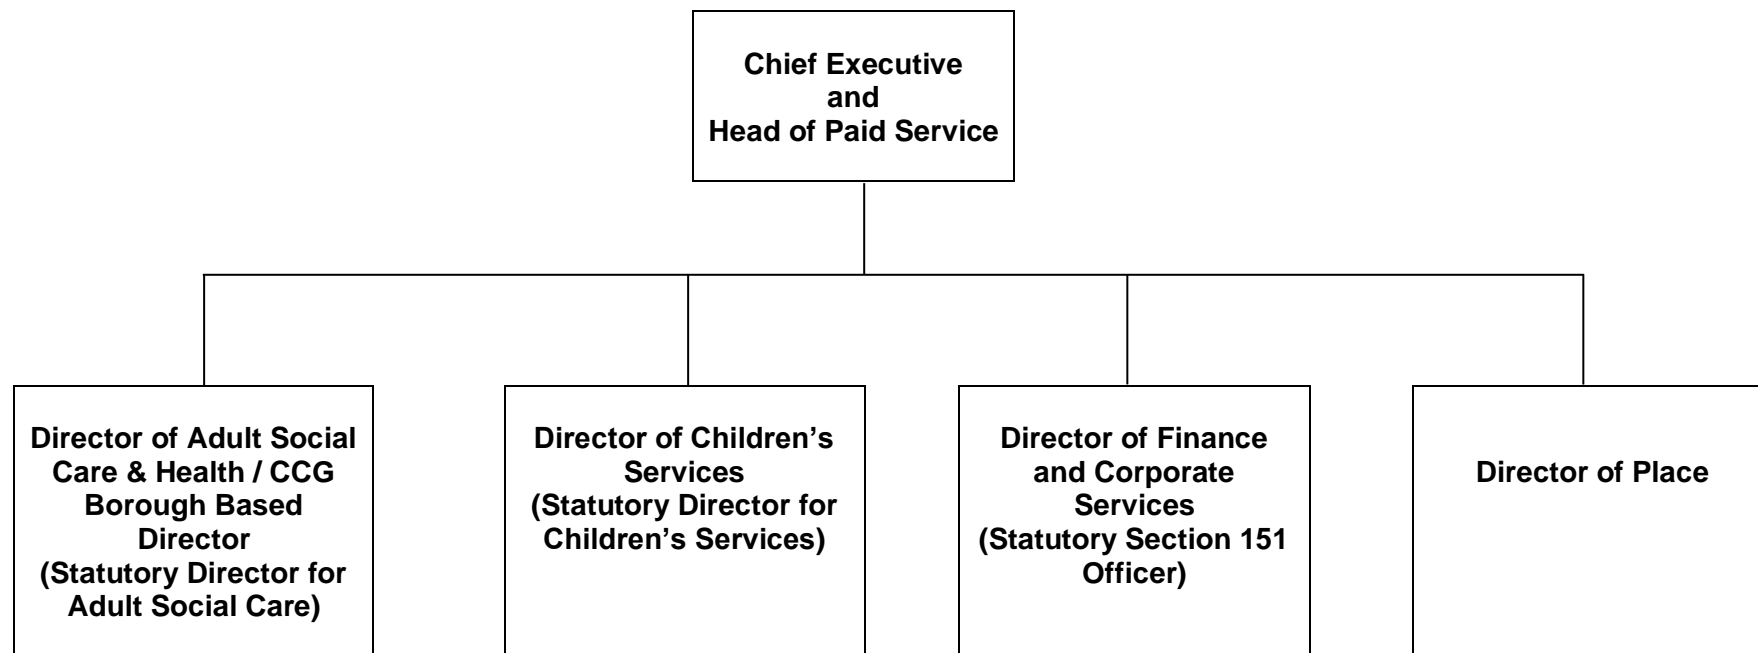 Chief Executive
and
Head of Paid Service
Director of Adult Social
Care & Health / CCG
Borough Based
Director
(Statutory Director for
Adult Social Care)
Director of Children’s
Services
(Statutory Director for
Children’s Services)
Director of Finance
and Corporate
Services
(Statutory Section 151
Officer)
Director of Place